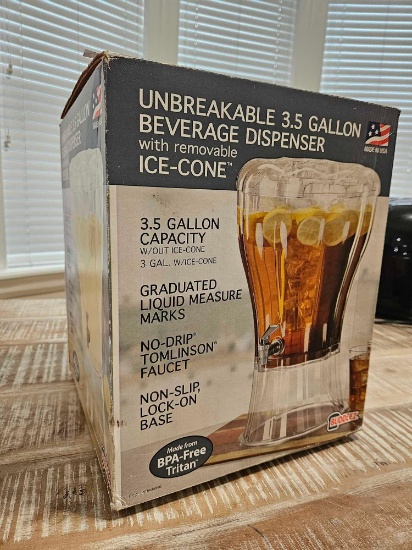 UNBREAKABLE 3.5 GALLON
BEVERAGE DISPENSER
with removable
ICE-CONE™
MADE IN USA
3.5 GALLON
CAPACITY
W/OUT ICE-CONE
3 GAL. W/ICE-CONE
GRADUATED
LIQUID MEASURE
MARKS
NO-DRIP®
TOMLINSON®
FAUCET
NON-SLIP,
LOCK-ON
BASE
Made from
BPA-Free
Tritan™